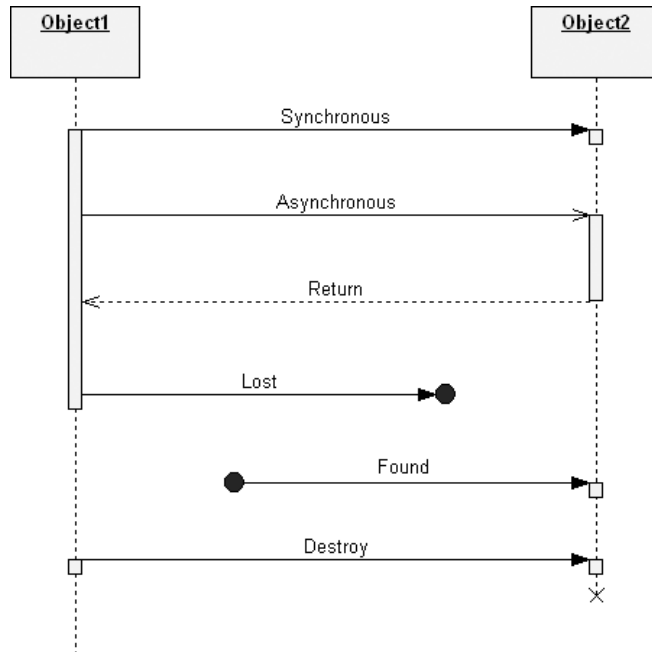 Object1
Object2
Synchronous
Asynchronous
Return
Lost
Found
Destroy